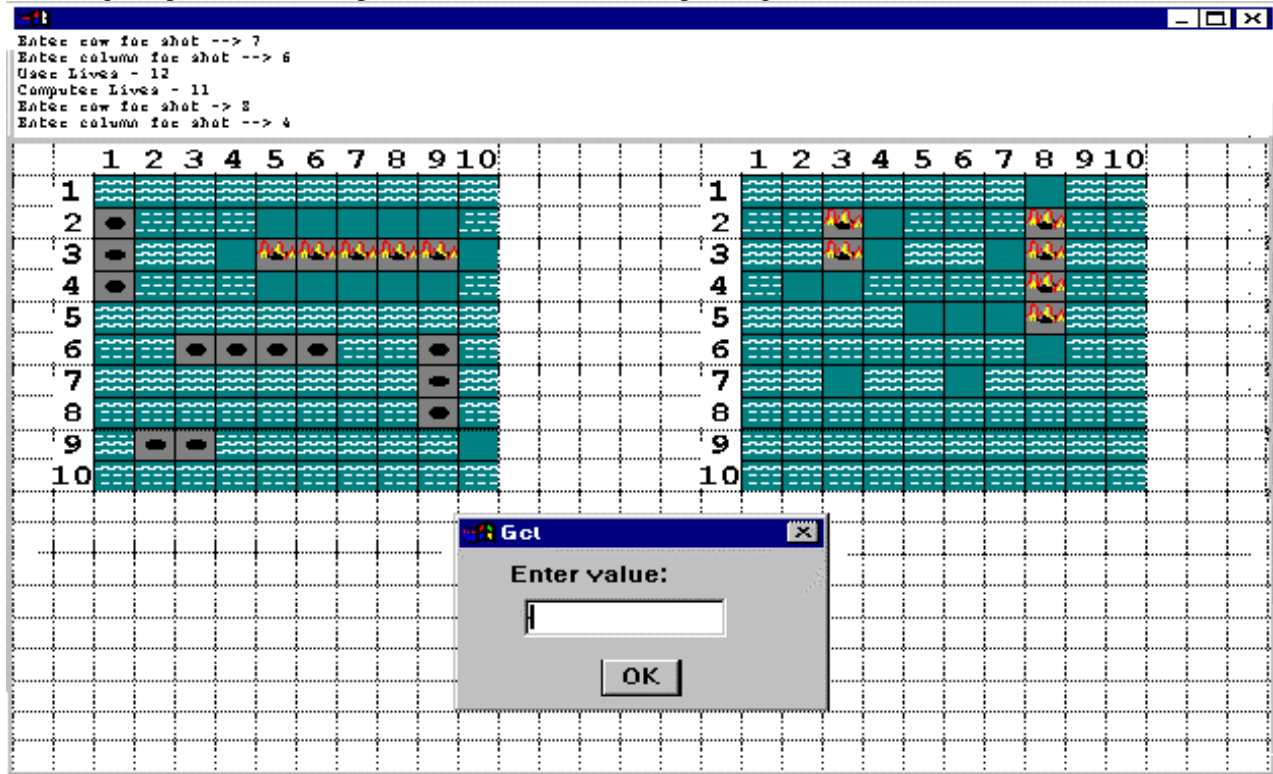 Enter row for shot --> 7
Enter column for shot --> 6
User Lives - 12
Computer Lives - 11
Enter row for shot -> 8
Enter column for shot --> 4
1 2 3 4 5 6 7 8 9 10 1 2 3 4 5 6 7 8 9 10
1 1
2 2
3 3
4 4
5 5
6 6
7 7
8 8
9 9
10 10
Get
Enter value:
OK